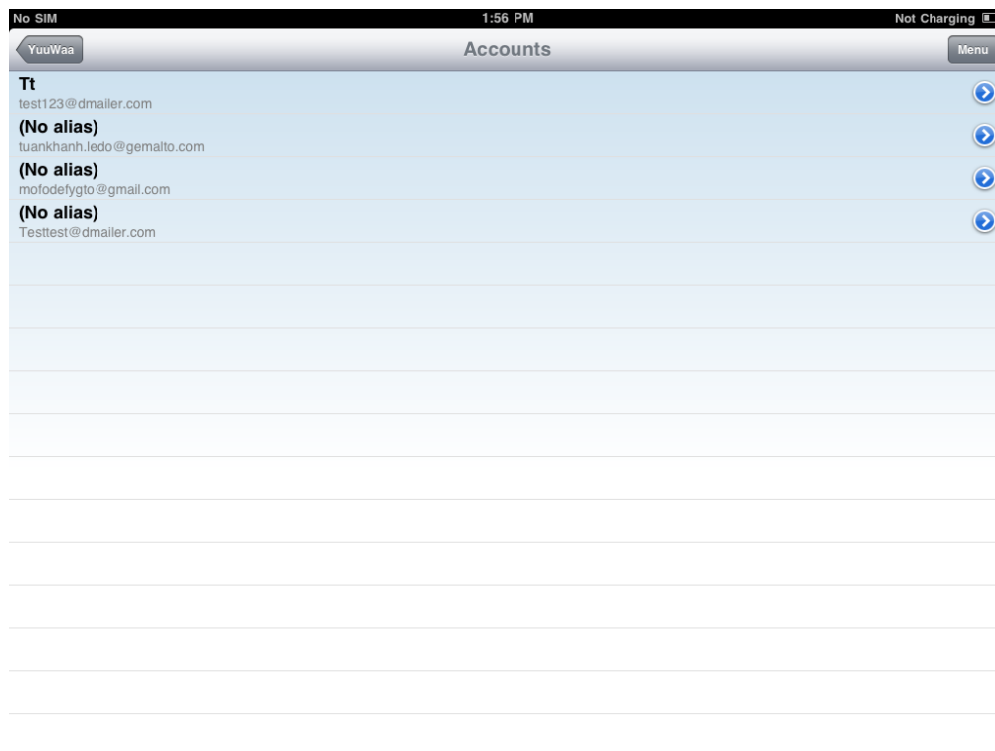 No SIM 1:56 PM Not Charging
YuuWaa Accounts Menu
Tt
test123@dmailer.com
(No alias)
tuankhanh.ledo@gemalto.com
(No alias)
mofodefygto@gmail.com
(No alias)
Testtest@dmailer.com